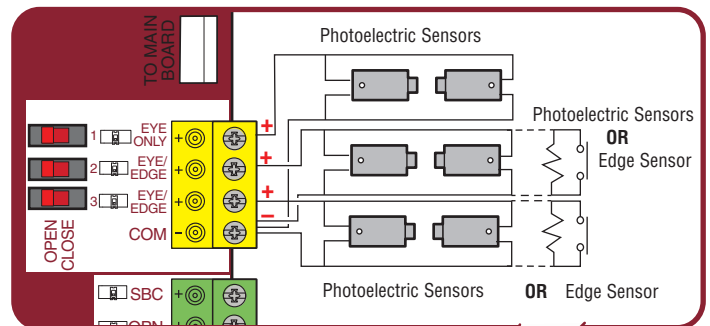 TO MAIN
BOARD
Photoelectric Sensors
Photoelectric Sensors
OR
Edge Sensor
1 EYE
ONLY +
+
2 EYE/
EDGE +
+
3 EYE/
EDGE +
+
COM -
−
OPEN
CLOSE
SBC +
Photoelectric Sensors OR Edge Sensor